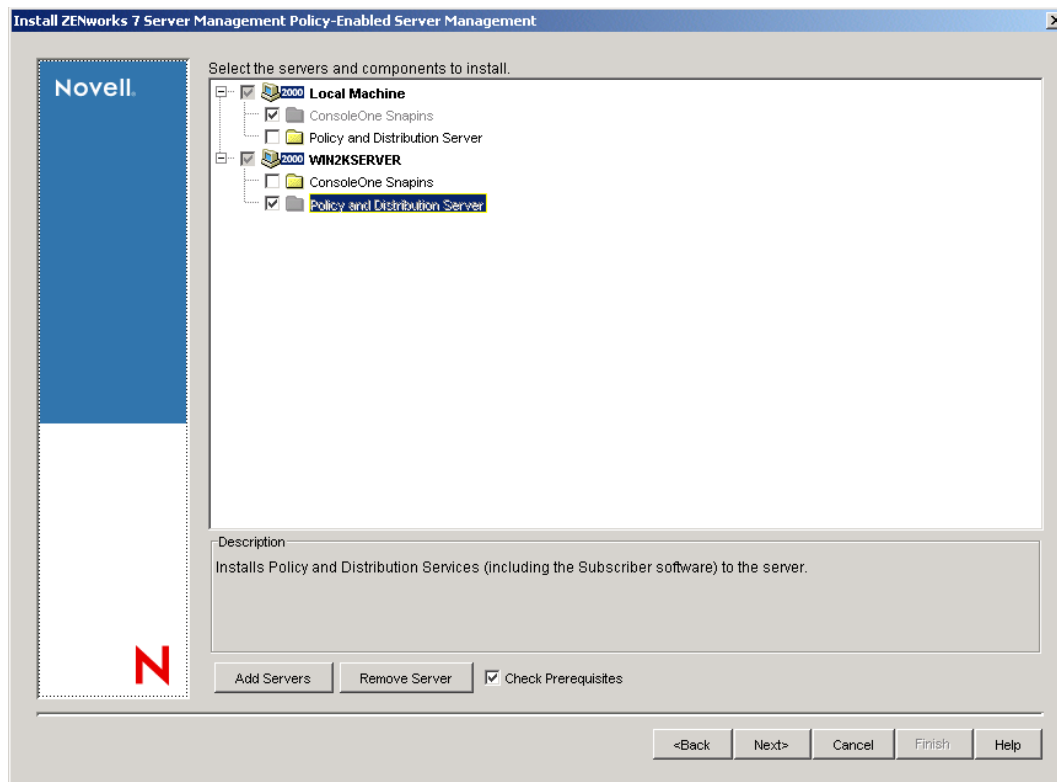 Install ZENworks 7 Server Management Policy-Enabled Server Management
Novell.
Select the servers and components to install.
2000 Local Machine
ConsoleOne Snapins
Policy and Distribution Server
2000 WIN2KSERVER
ConsoleOne Snapins
Policy and Distribution Server
Description
Installs Policy and Distribution Services (including the Subscriber software) to the server.
N
Add Servers Remove Server Check Prerequisites
<Back Next> Cancel Finish Help